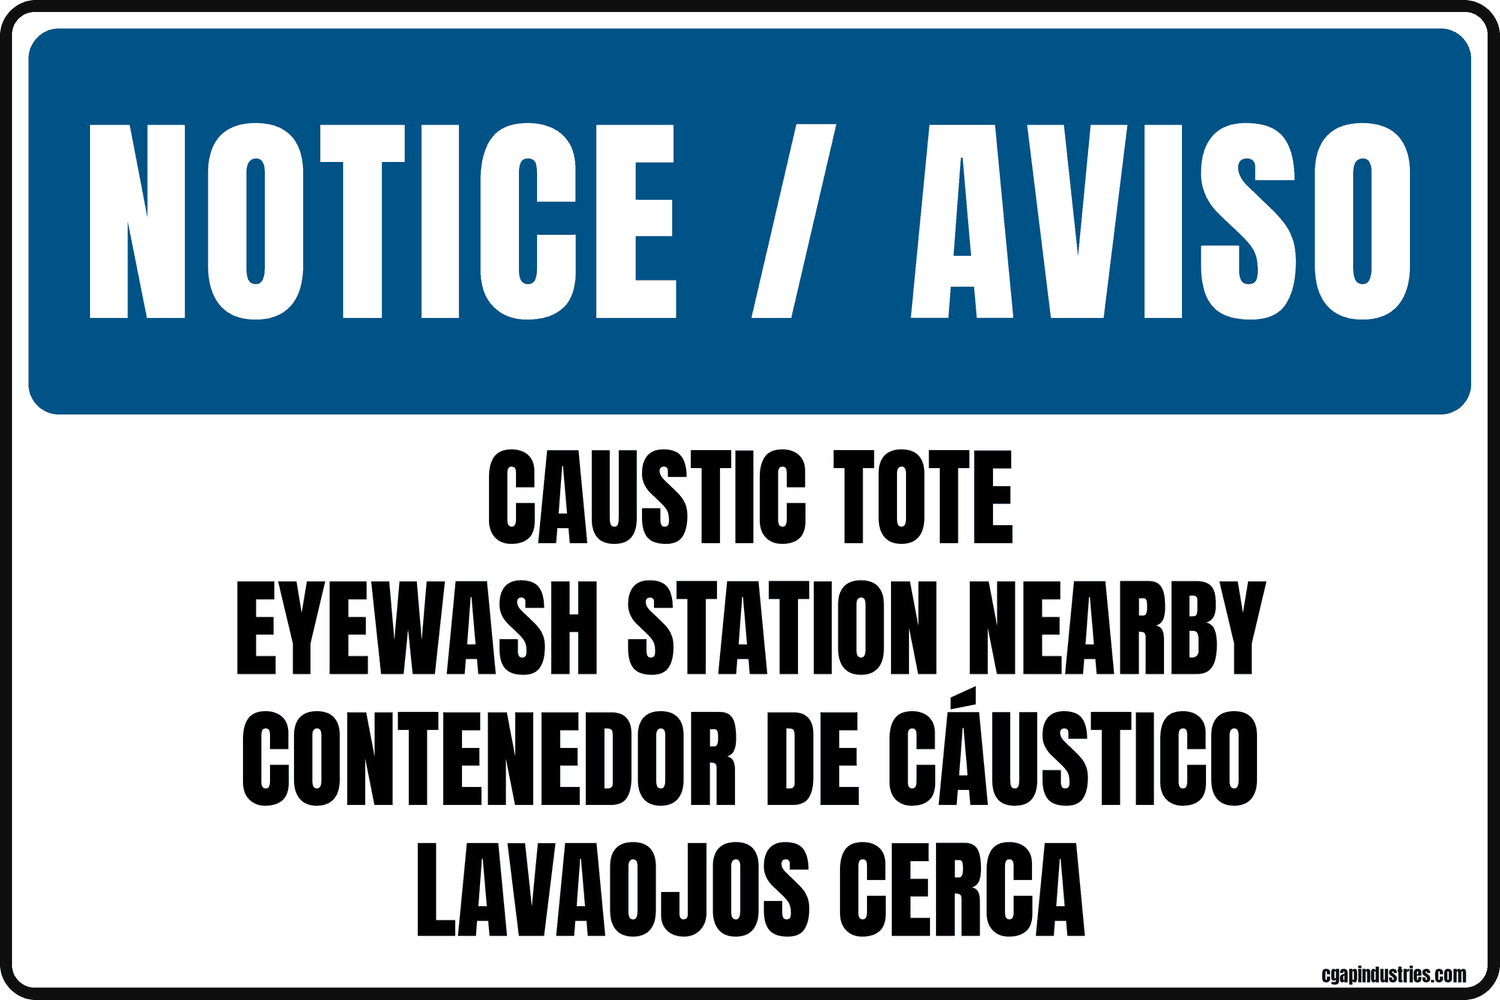 NOTICE / AVISO
CAUSTIC TOTE
EYEWASH STATION NEARBY
CONTENEDOR DE CÁUSTICO
LAVAOJOS CERCA
cgapindustries.com